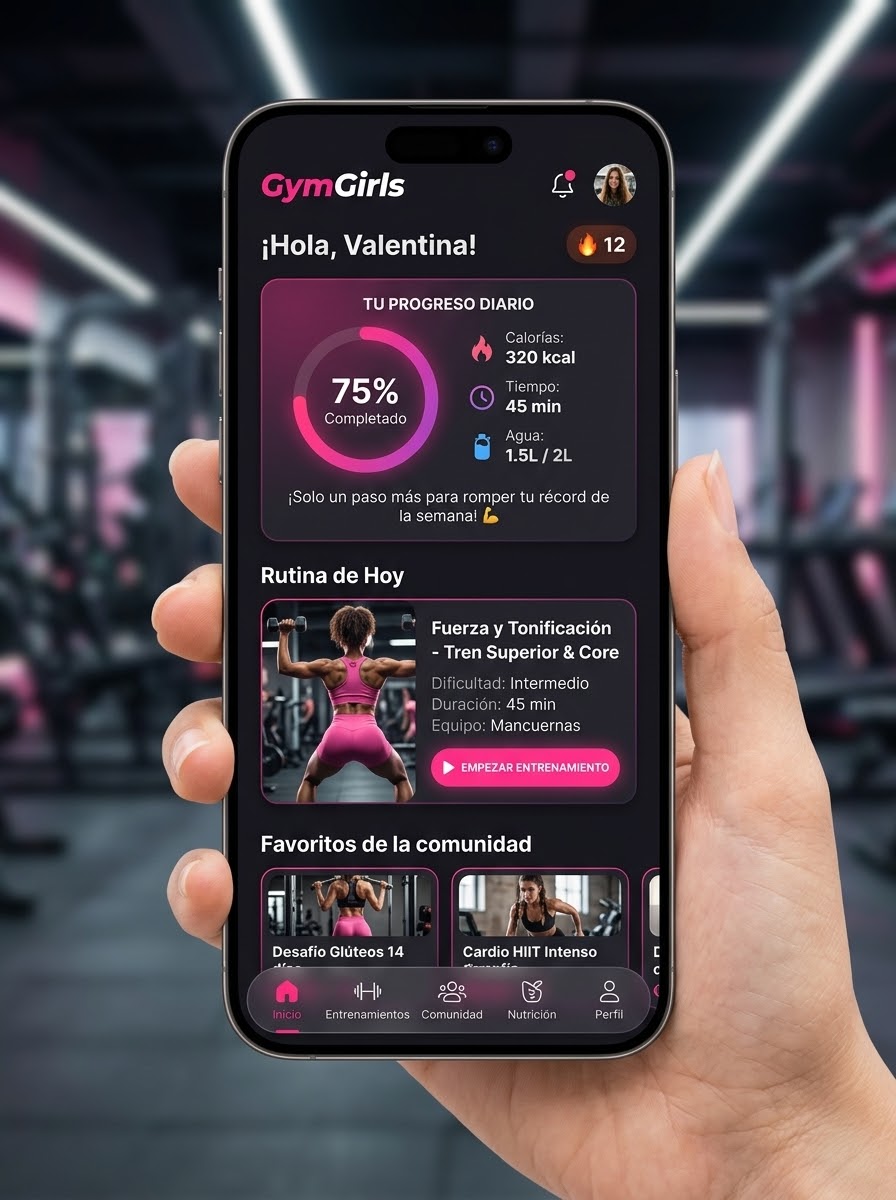 GymGirls
¡Hola, Valentina!
🔥 12
TU PROGRESO DIARIO
75%
Completado
Calorías:
320 kcal
Tiempo:
45 min
Agua:
1.5L / 2L
¡Solo un paso más para romper tu récord de
la semana! 💪
Rutina de Hoy
Fuerza y Tonificación
- Tren Superior & Core
Dificultad: Intermedio
Duración: 45 min
Equipo: Mancuernas
EMPEZAR ENTRENAMIENTO
Favoritos de la comunidad
Desafío Glúteos 14
Cardio HIIT Intenso
Inicio
Entrenamientos
Comunidad
Nutrición
Perfil